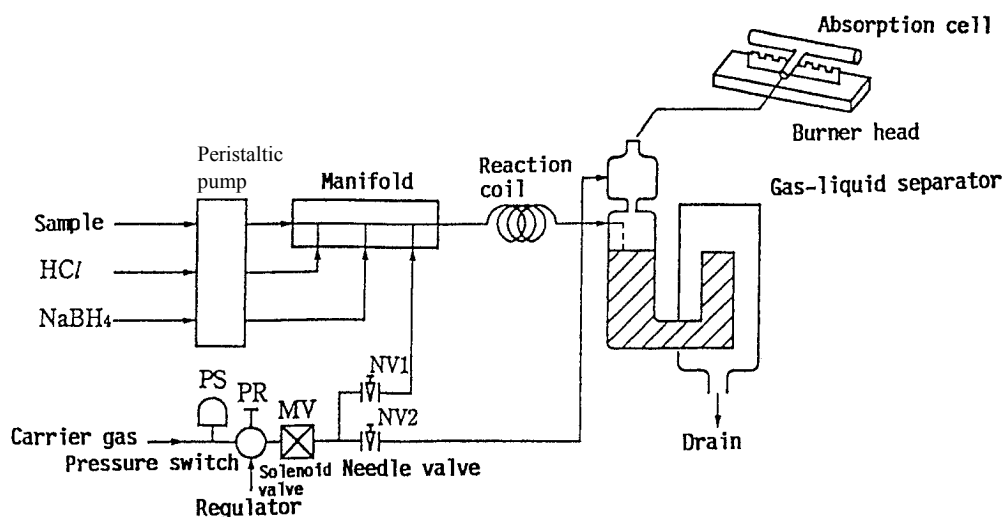 Absorption cell
Burner head
Peristaltic
pump
Manifold
Reaction
coil
Gas-liquid separator
Sample
HCl
NaBH4
NV1
PS
PR
MV
NV2
Carrier gas
Pressure switch
Solenoid
valve
Needle valve
Regulator
Drain